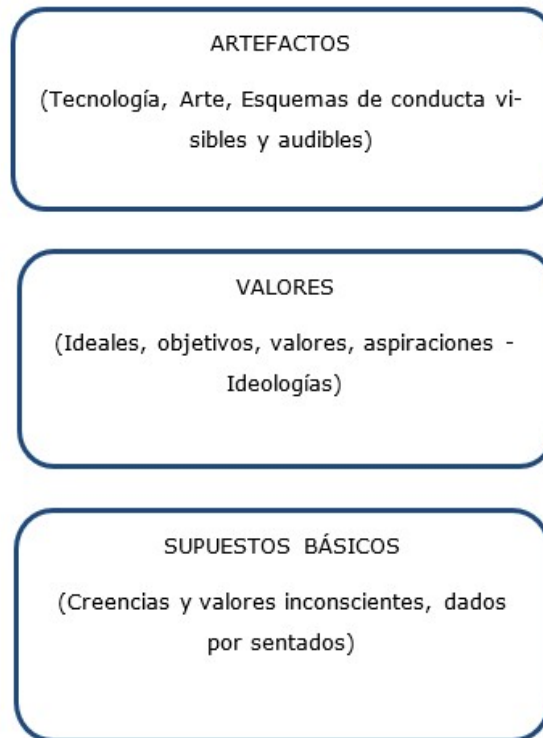 ARTEFACTOS
(Tecnología, Arte, Esquemas de conducta vi-
sibles y audibles)
VALORES
(Ideales, objetivos, valores, aspiraciones -
Ideologías)
SUPUESTOS BÁSICOS
(Creencias y valores inconscientes, dados
por sentados)